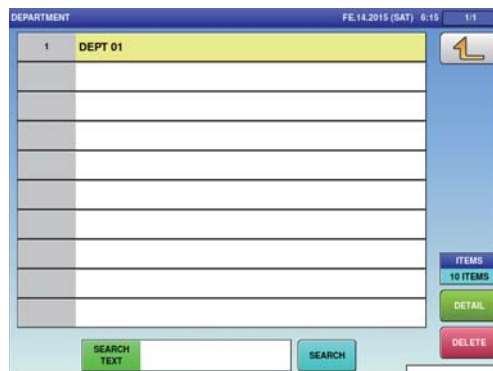 DEPARTMENT FE.14.2015 (SAT) 6:15 1/1
1 DEPT 01
ITEMS
10 ITEMS
DETAIL
DELETE
SEARCH
TEXT
SEARCH